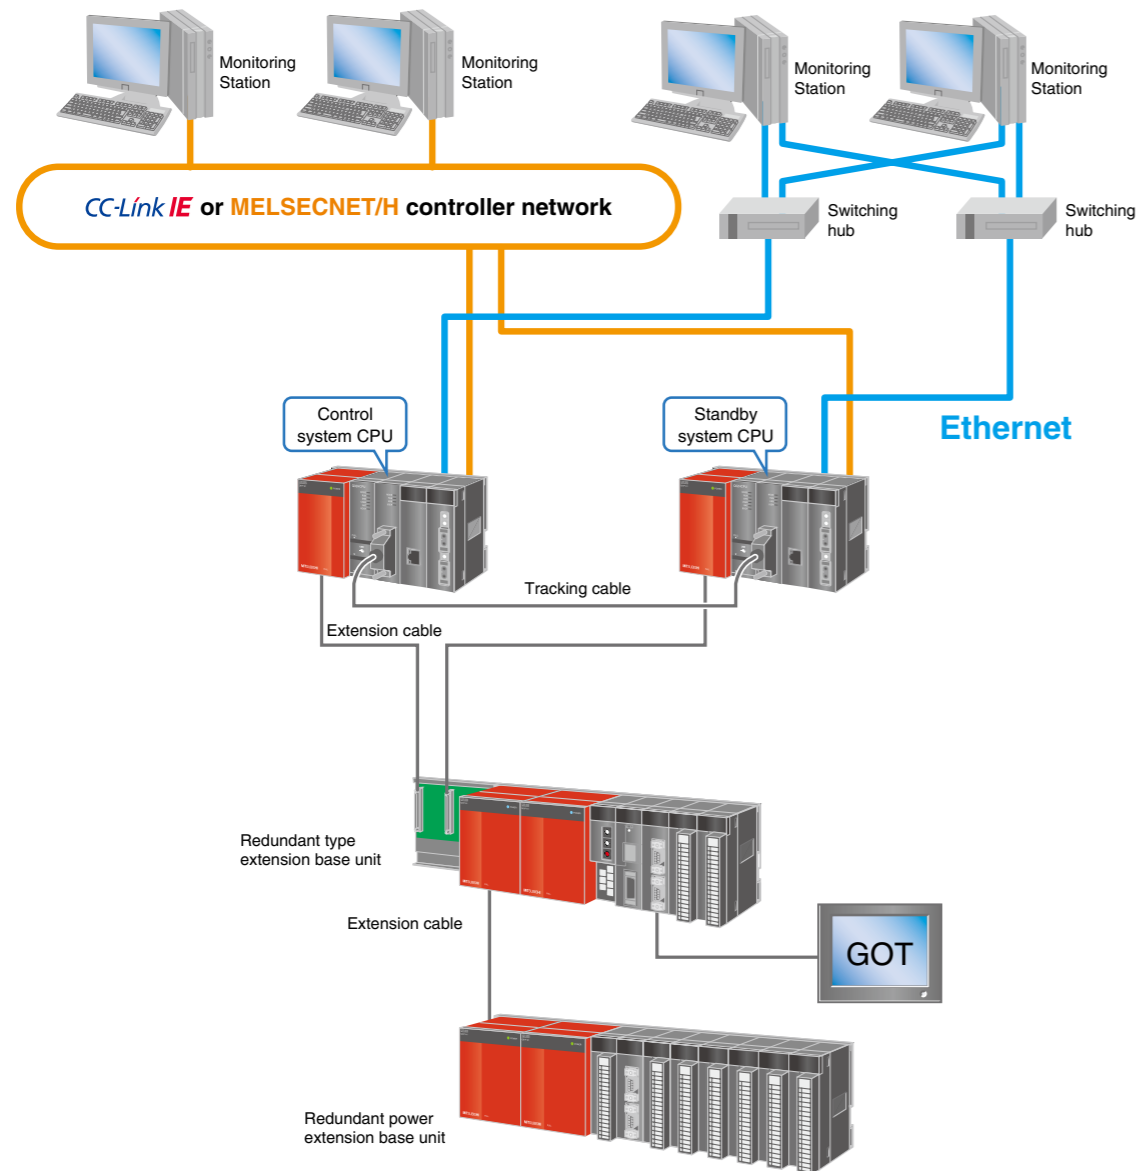 Monitoring
Station
Monitoring
Station
Monitoring
Station
Monitoring
Station
CC-Link IE or MELSECNET/H controller network
Switching
hub
Switching
hub
Control
system CPU
Standby
system CPU
Ethernet
Tracking cable
Extension cable
Redundant type
extension base unit
Extension cable
GOT
Redundant power
extension base unit